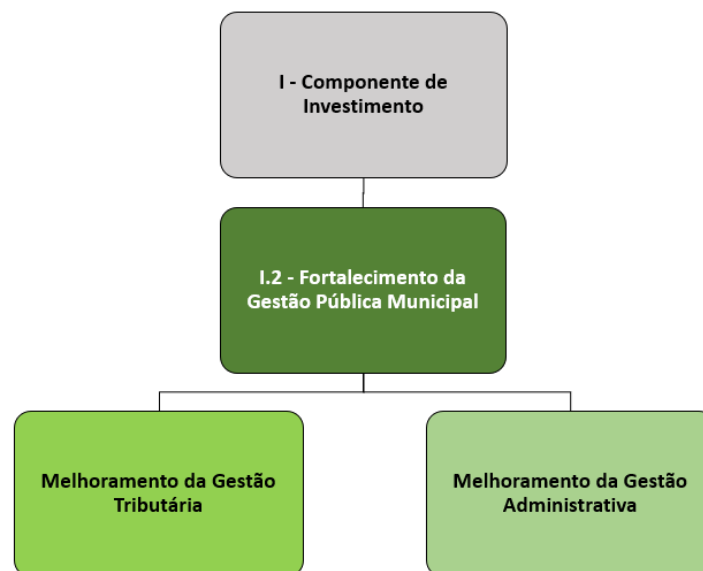 I - Componente de
Investimento
I.2 - Fortalecimento da
Gestão Pública Municipal
Melhoramento da Gestão
Tributária
Melhoramento da Gestão
Administrativa